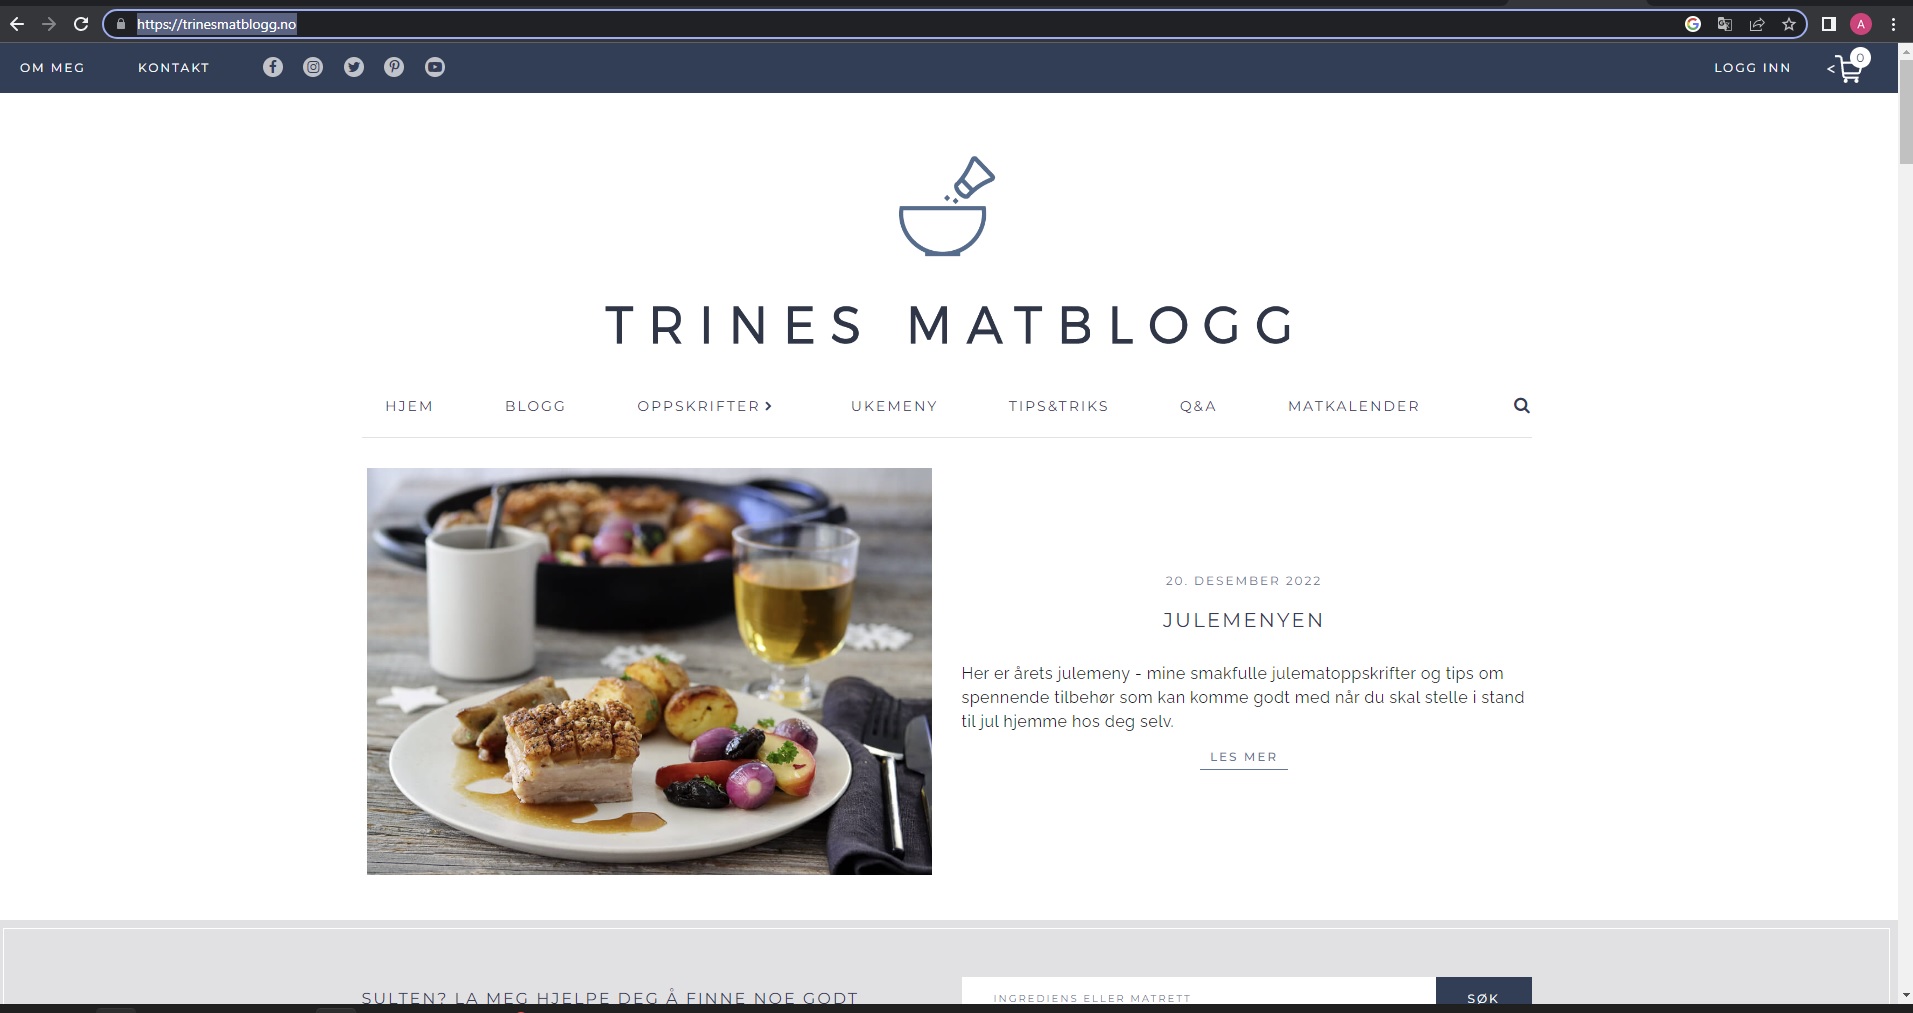 https://trinesmatblogg.no
A
OM MEG
KONTAKT
LOGG INN
<
0
TRINES MATBLOGG
HJEM
BLOGG
OPPSKRIFTER
UKEMENY
TIPS&TRIKS
Q&A
MATKALENDER
20. DESEMBER 2022
JULEMENYEN
Her er årets julemeny - mine smakfulle julematoppskrifter og tips om
spennende tilbehør som kan komme godt med når du skal stelle i stand
til jul hjemme hos deg selv.
LES MER
SULTEN? LA MEG HJELPE DEG Å FINNE NOE GODT
INGREDIENS ELLER MATRETT
SØK